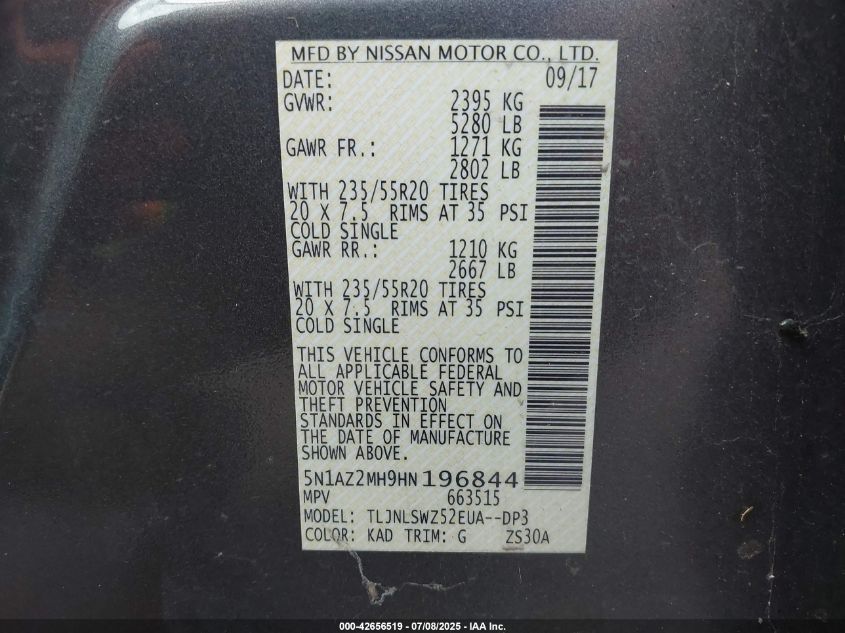 MFD BY NISSAN MOTOR CO., LTD.
DATE: 09/17
GVWR: 2395 KG
5280 LB
GAWR FR.: 1271 KG
2802 LB
WITH 235/55R20 TIRES
20 X 7.5 RIMS AT 35 PSI
COLD SINGLE
GAWR RR.: 1210 KG
2667 LB
WITH 235/55R20 TIRES
20 X 7.5 RIMS AT 35 PSI
COLD SINGLE
THIS VEHICLE CONFORMS TO
ALL APPLICABLE FEDERAL
MOTOR VEHICLE SAFETY AND
THEFT PREVENTION
STANDARDS IN EFFECT ON
THE DATE OF MANUFACTURE
SHOWN ABOVE.
5N1AZ2MH9HN196844
MPV 663515
MODEL: TLJNLSWZ52EUA--DP3
COLOR: KAD TRIM: G ZS30A
000-42656519 - 07/08/2025 - IAA Inc.